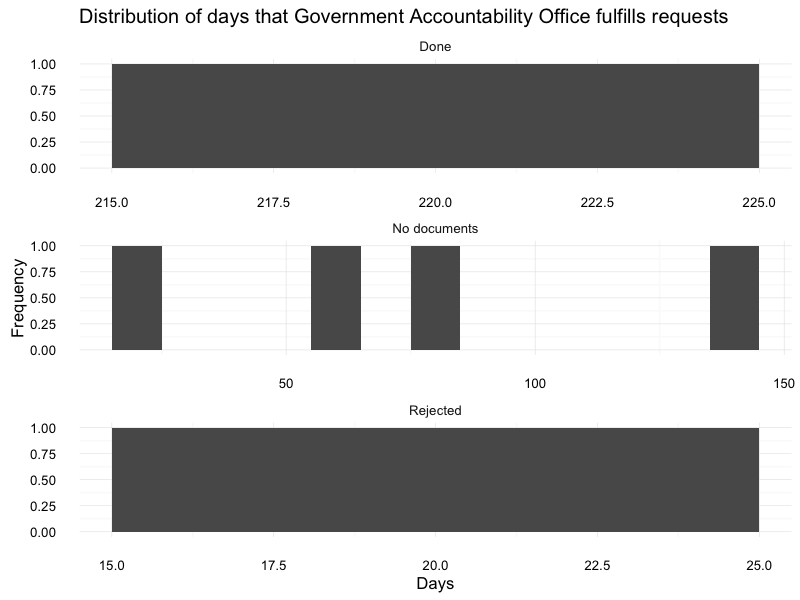 Distribution of days that Government Accountability Office fulfills requests
Done
1.00
0.75
0.50
0.25
0.00
215.0 217.5 220.0 222.5 225.0
No documents
1.00
0.75
0.50
0.25
0.00
50 100 150
Frequency
Rejected
1.00
0.75
0.50
0.25
0.00
15.0 17.5 20.0 22.5 25.0
Days